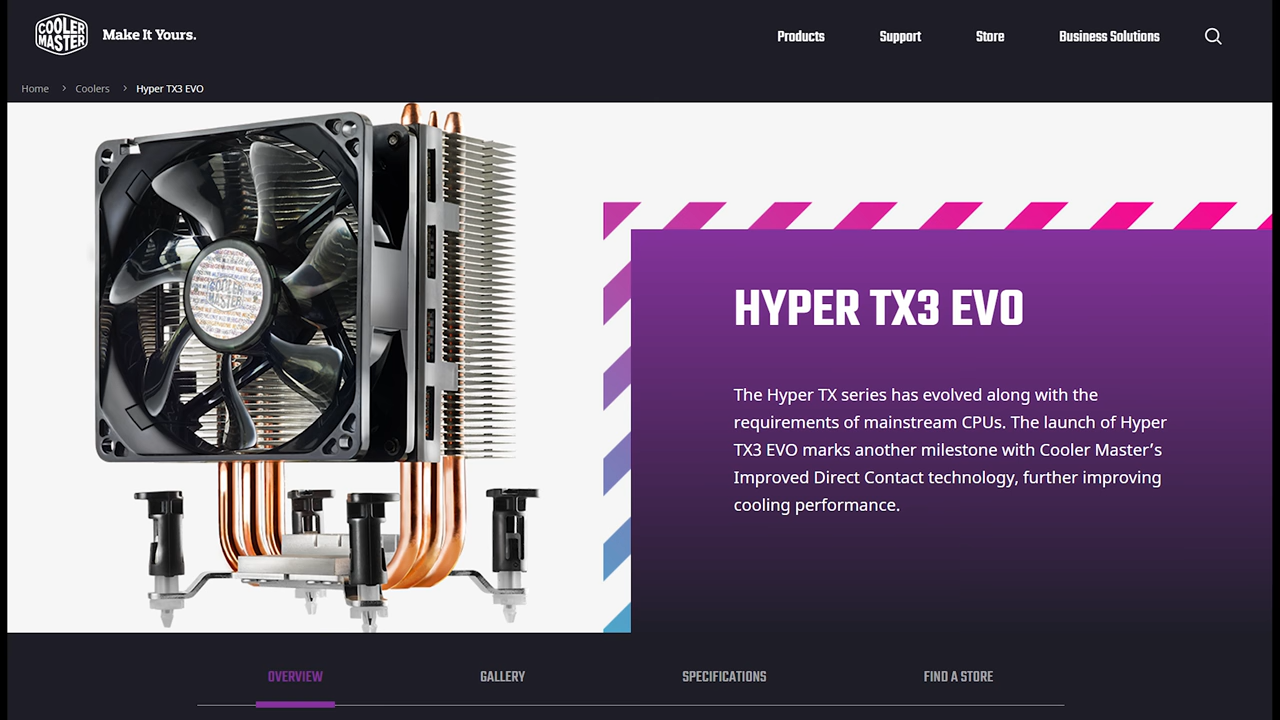 COOLER MASTER
Make It Yours.
Products
Support
Store
Business Solutions
Home > Coolers > Hyper TX3 EVO
COOLER
MASTER
HYPER TX3 EVO
The Hyper TX series has evolved along with the
requirements of mainstream CPUs. The launch of Hyper
TX3 EVO marks another milestone with Cooler Master’s
Improved Direct Contact technology, further improving
cooling performance.
OVERVIEW
GALLERY
SPECIFICATIONS
FIND A STORE